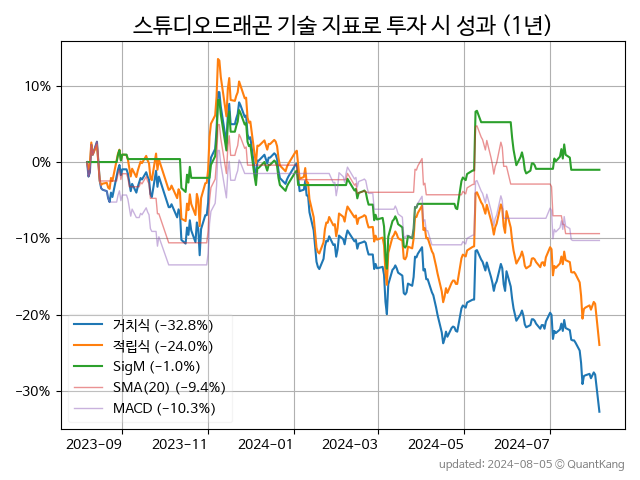 스튜디오드래곤 기술 지표로 투자 시 성과 (1년)
10%
0%
−10%
−20%
−30%
거치식 (−32.8%)
적립식 (−24.0%)
SigM (−1.0%)
SMA(20) (−9.4%)
MACD (−10.3%)
2023-09 2023-11 2024-01 2024-03 2024-05 2024-07
updated: 2024-08-05 © QuantKang